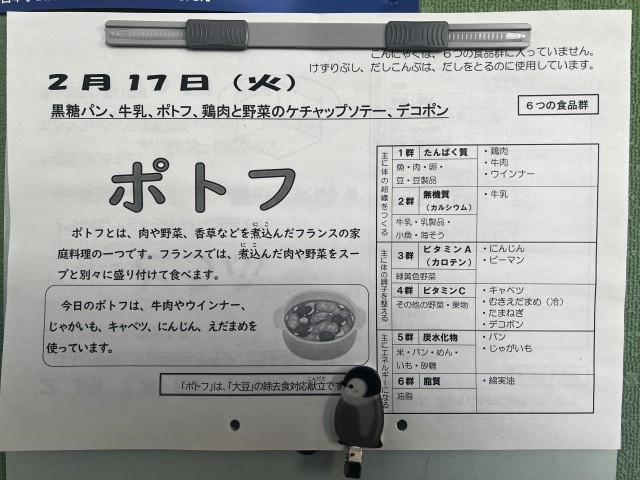 こんにゃくは、6つの食品群に入っていません。
けずりぶし、だしこんぶは、だしをとるのに使用しています。
2月17日（火）
黒糖パン、牛乳、ポトフ、鶏肉と野菜のケチャップソテー、デコポン
6つの食品群
ポトフ
ポトフとは、肉や野菜、香草などを煮込んだフランスの家
庭料理の一つです。フランスでは、煮込んだ肉や野菜をスー
プと別々に盛り付けて食べます。
今日のポトフは、牛肉やウインナー、
じゃがいも、キャベツ、にんじん、えだまめを
使っています。
「ポトフ」は、「大豆」の除去食対応献立です
主に体の組織をつくる
1群 たんぱく質
魚・肉・卵・
豆・豆製品
・鶏肉
・牛肉
・ウインナー
2群 無機質
（カルシウム）
牛乳・乳製品・
小魚・海そう
・牛乳
主に体の調子を整える
3群 ビタミンA
（カロテン）
緑黄色野菜
・にんじん
・ピーマン
4群 ビタミンC
その他の野菜・果物
・キャベツ
・むきえだまめ（冷）
・たまねぎ
・デコポン
主にエネルギーになる
5群 炭水化物
米・パン・めん・
いも・砂糖
・パン
・じゃがいも
6群 脂質
油脂
・綿実油